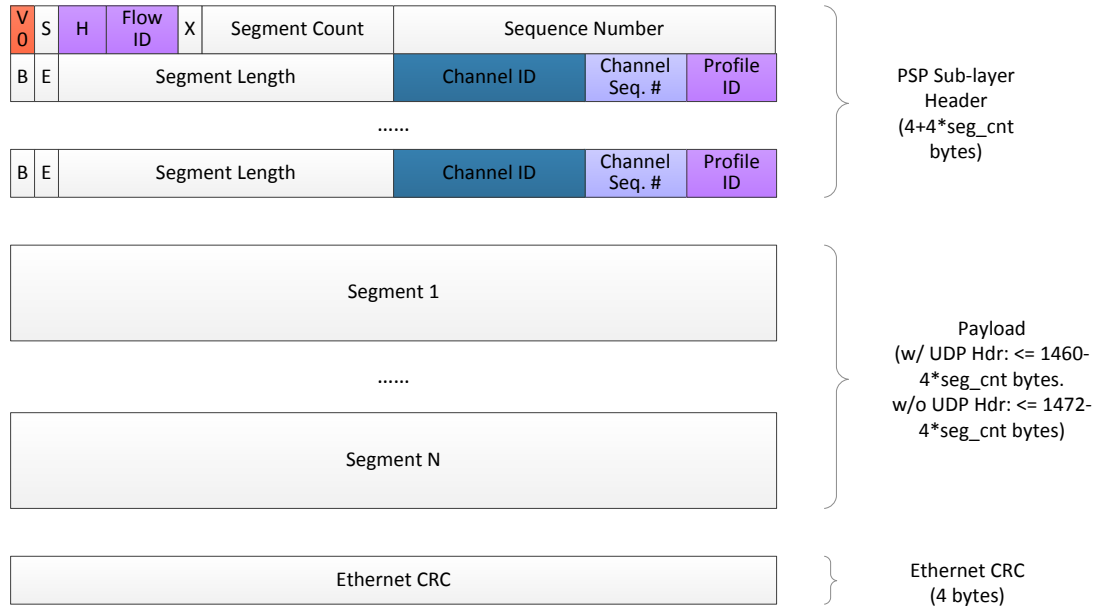 V S H Flow X Segment Count Sequence Number
0 ID
B E Segment Length Channel ID Channel Profile
Seq. # ID
......
B E Segment Length Channel ID Channel Profile
Seq. # ID
PSP Sub-layer
Header
(4+4*seg_cnt
bytes)
Segment 1
......
Segment N
Payload
(w/ UDP Hdr: <= 1460-
4*seg_cnt bytes.
w/o UDP Hdr: <= 1472-
4*seg_cnt bytes)
Ethernet CRC
Ethernet CRC
(4 bytes)